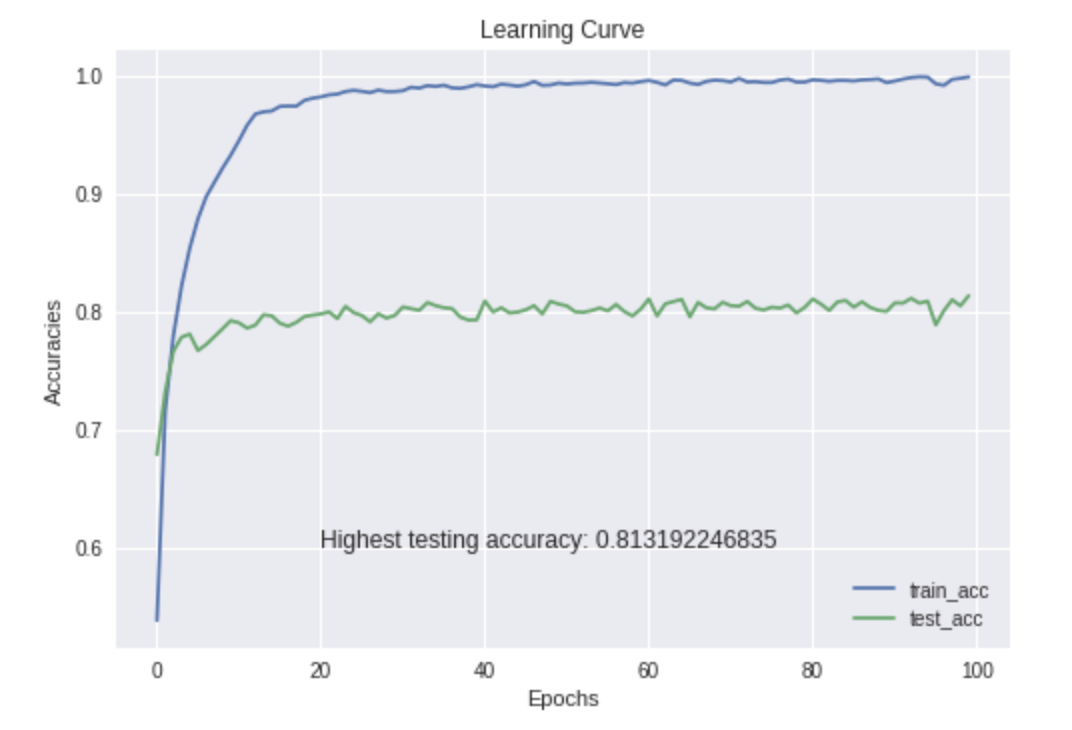 Learning Curve
1.0
0.9
0.8
0.7
0.6
Accuracies
Highest testing accuracy: 0.813192246835
train_acc
test_acc
0 20 40 60 80 100
Epochs